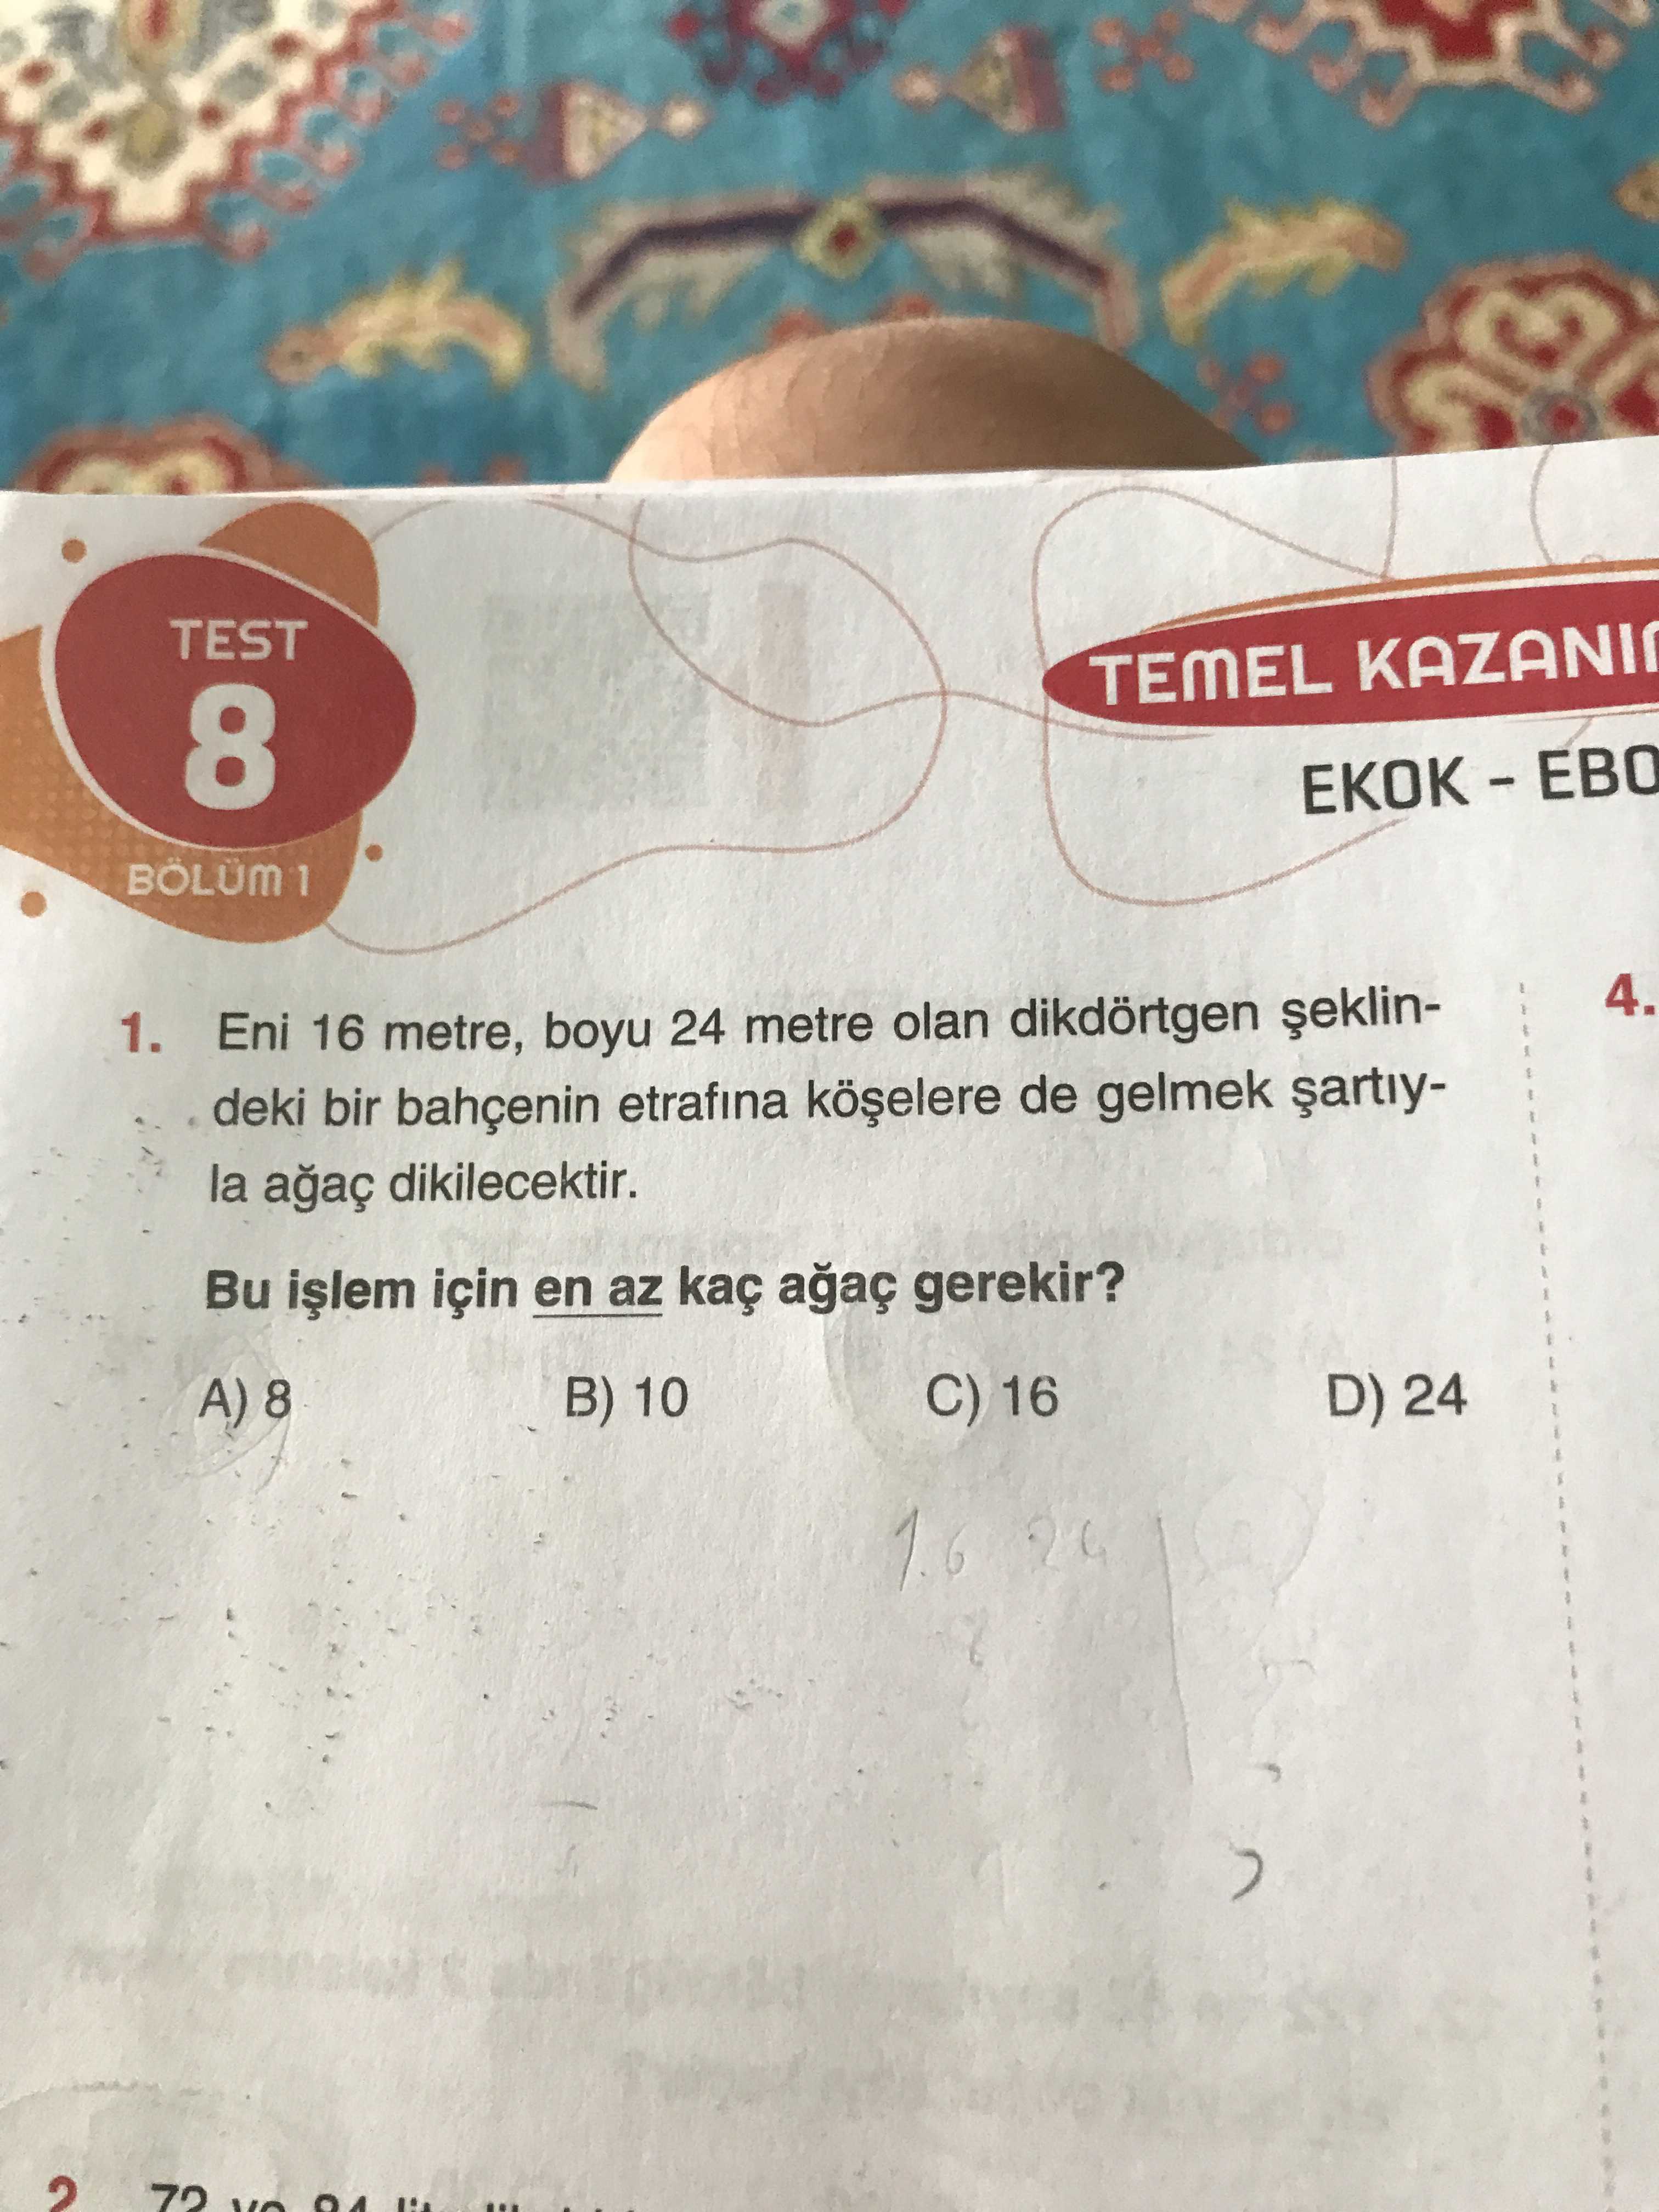 TEST
8
BÖLÜM 1
TEMEL
EKOK -
1. Eni 16 metre, boyu 24 metre olan dikdörtgen şeklin-
deki bir bahçenin etrafına köşelere de gelmek şartıy-
la ağaç dikilecektir.
Bu işlem için en az kaç ağaç gerekir?
A) 8 B) 10 C) 16 D) 24
16 24
4.
2 72